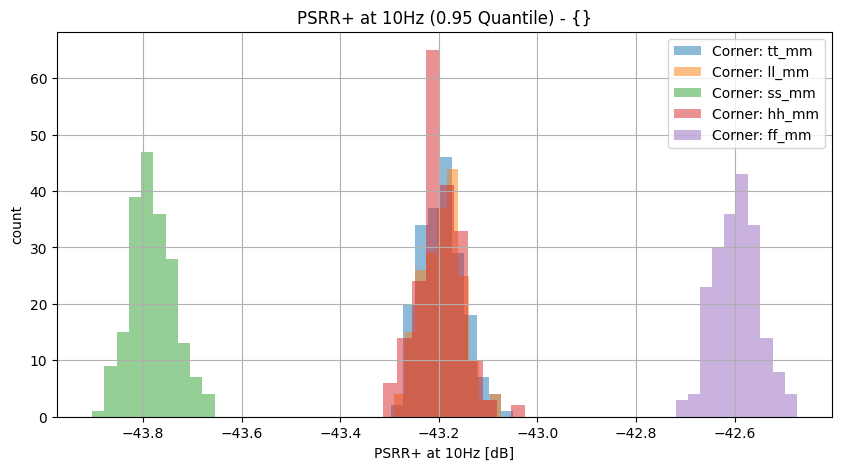 PSRR+ at 10Hz (0.95 Quantile) - {}
Corner: tt_mm
Corner: ll_mm
Corner: ss_mm
Corner: hh_mm
Corner: ff_mm
count
60
50
40
30
20
10
0
−43.8
−43.6
−43.4
−43.2
−43.0
−42.8
−42.6
PSRR+ at 10Hz [dB]